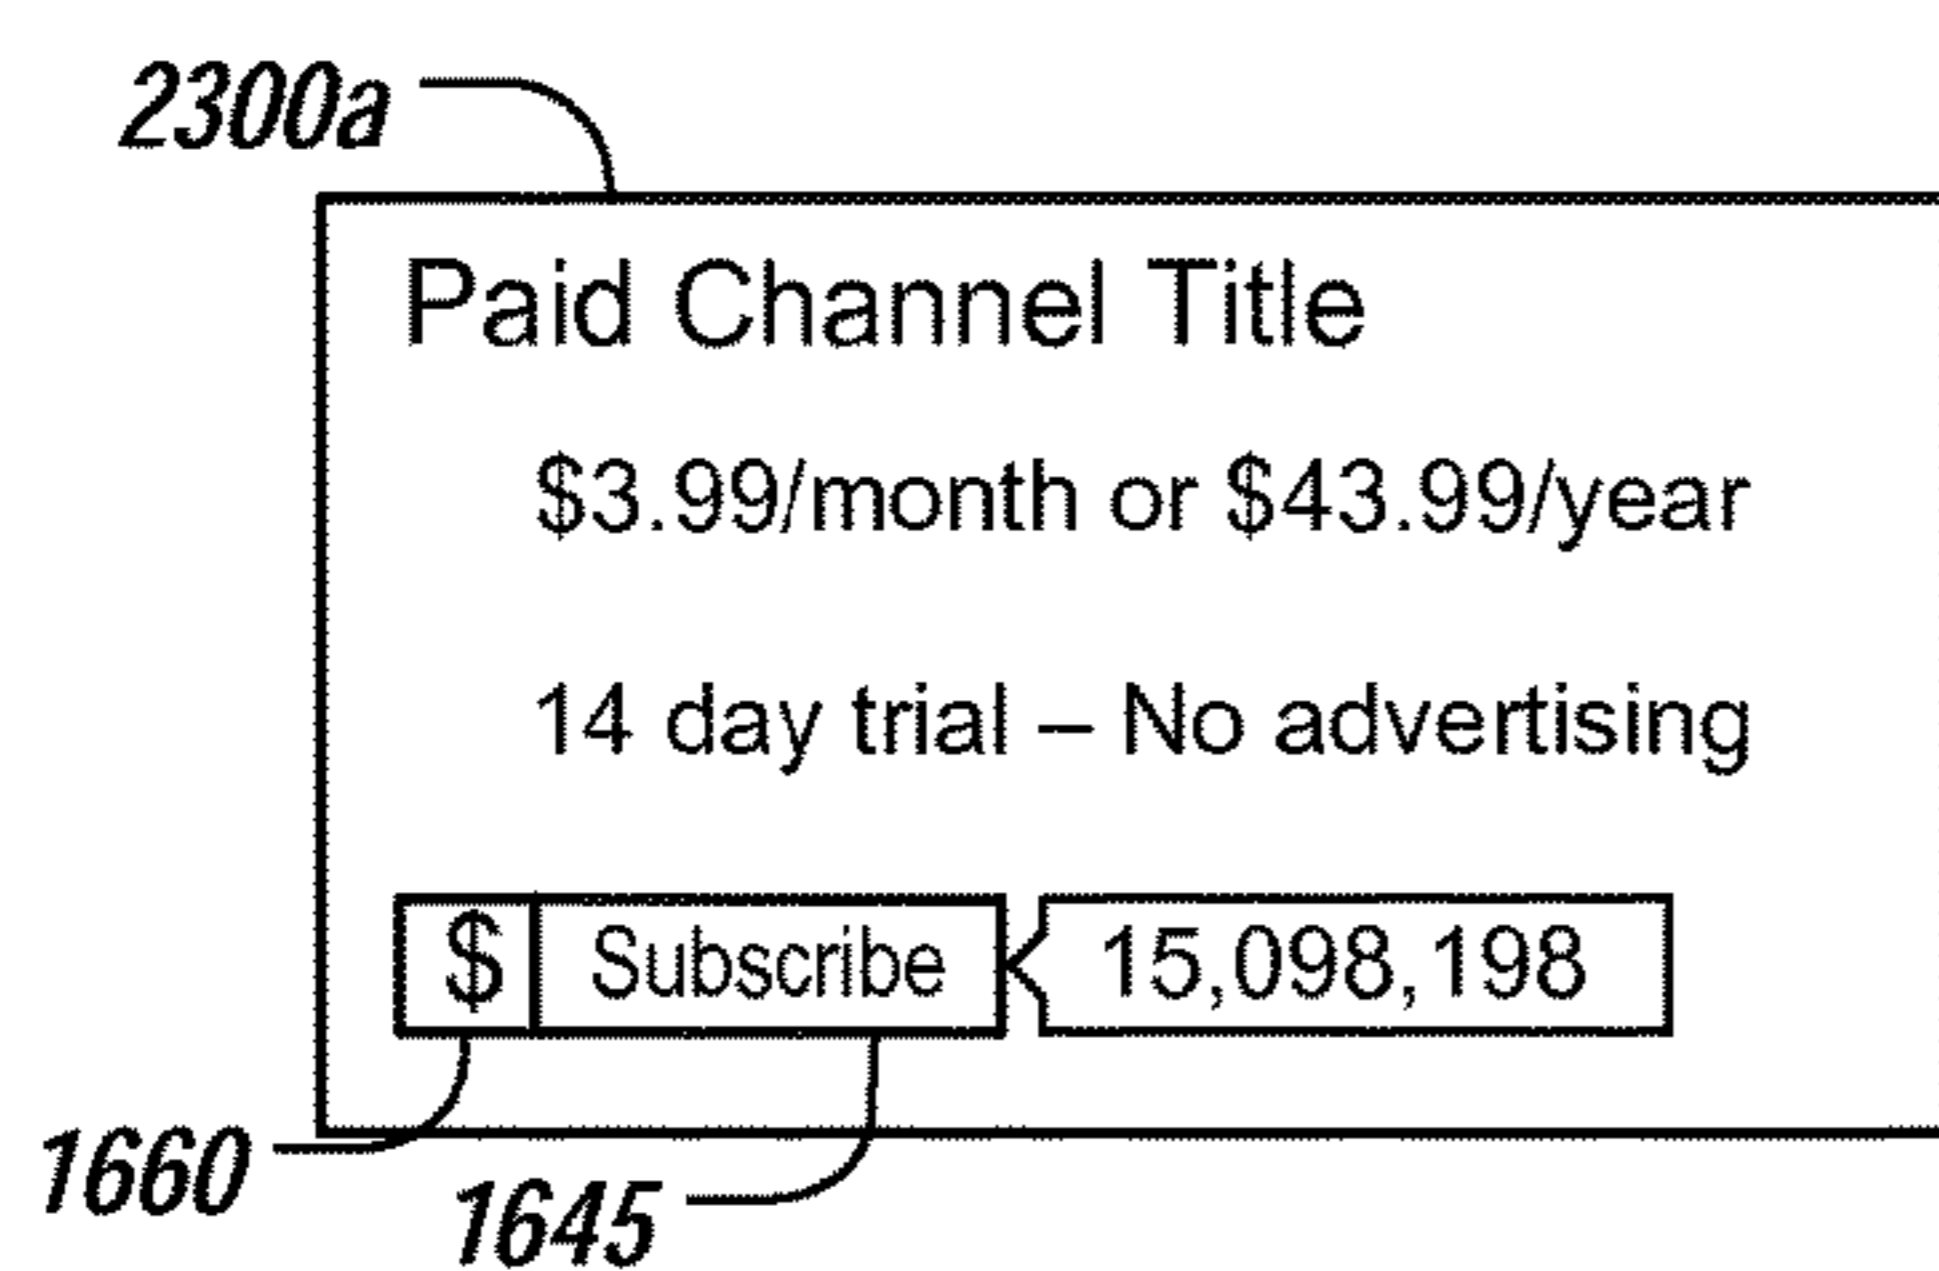 2300a
Paid Channel Title
$3.99/month or $43.99/year
14 day trial – No advertising
$ Subscribe 15,098,198
1660
1645